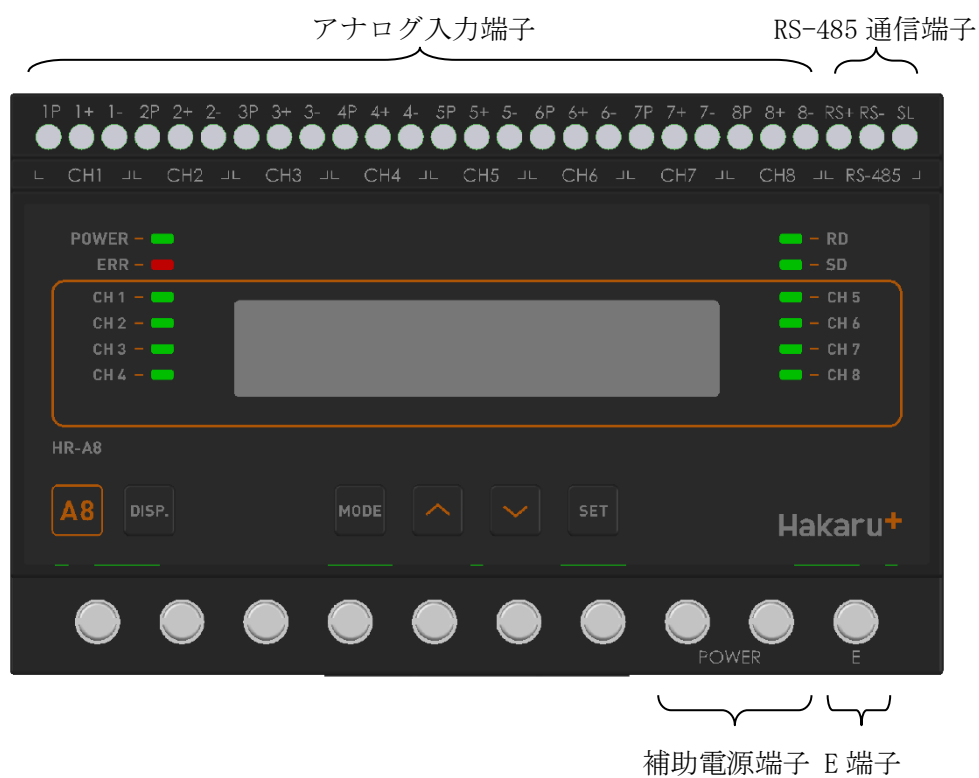 アナログ入力端子 RS-485 通信端子
1P 1+ 1- 2P 2+ 2- 3P 3+ 3- 4P 4+ 4- 5P 5+ 5- 6P 6+ 6- 7P 7+ 7- 8P 8+ 8- RS+ RS- SL
CH1 CH2 CH3 CH4 CH5 CH6 CH7 CH8 RS-485
POWER RD
ERR SD
CH 1 CH 5
CH 2 CH 6
CH 3 CH 7
CH 4 CH 8
HR-A8
A8 DISP. MODE SET
Hakaru+
POWER E
補助電源端子 E 端子